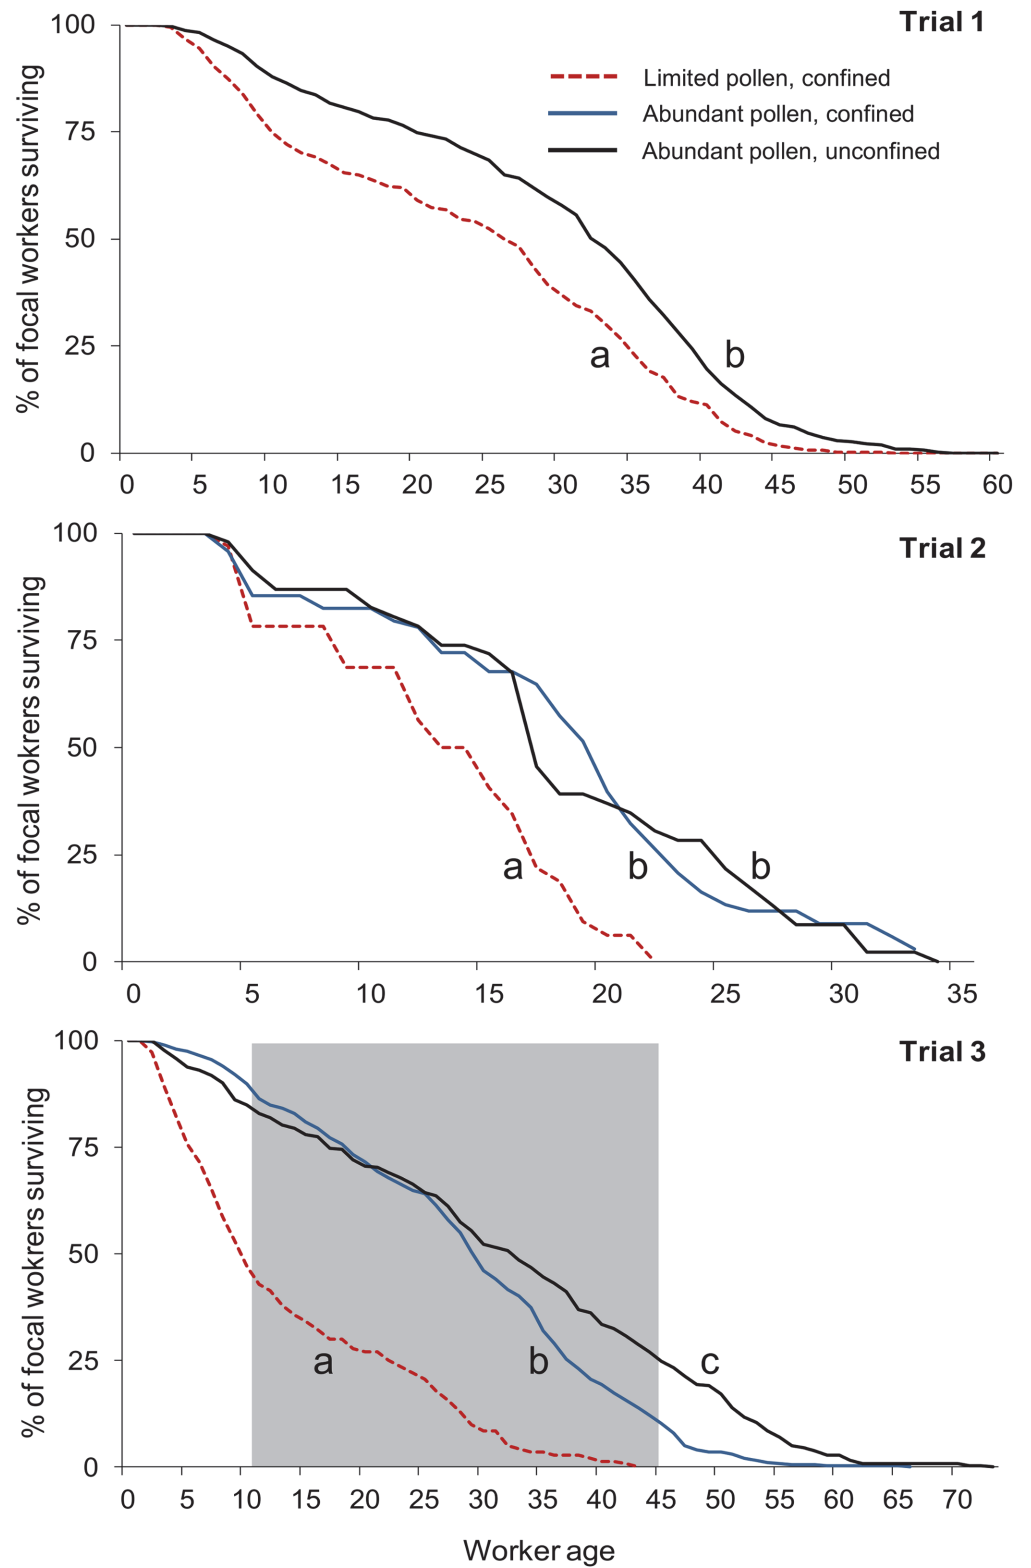 Trial 1
% of focal workers surviving
100
75
50
25
0
Limited pollen, confined
Abundant pollen, confined
Abundant pollen, unconfined
a b
0 5 10 15 20 25 30 35 40 45 50 55 60
Trial 2
% of focal wokrers surviving
100
75
50
25
0
a b b
0 5 10 15 20 25 30 35
Trial 3
% of focal wokrers surviving
100
75
50
25
0
a b c
0 5 10 15 20 25 30 35 40 45 50 55 60 65 70
Worker age